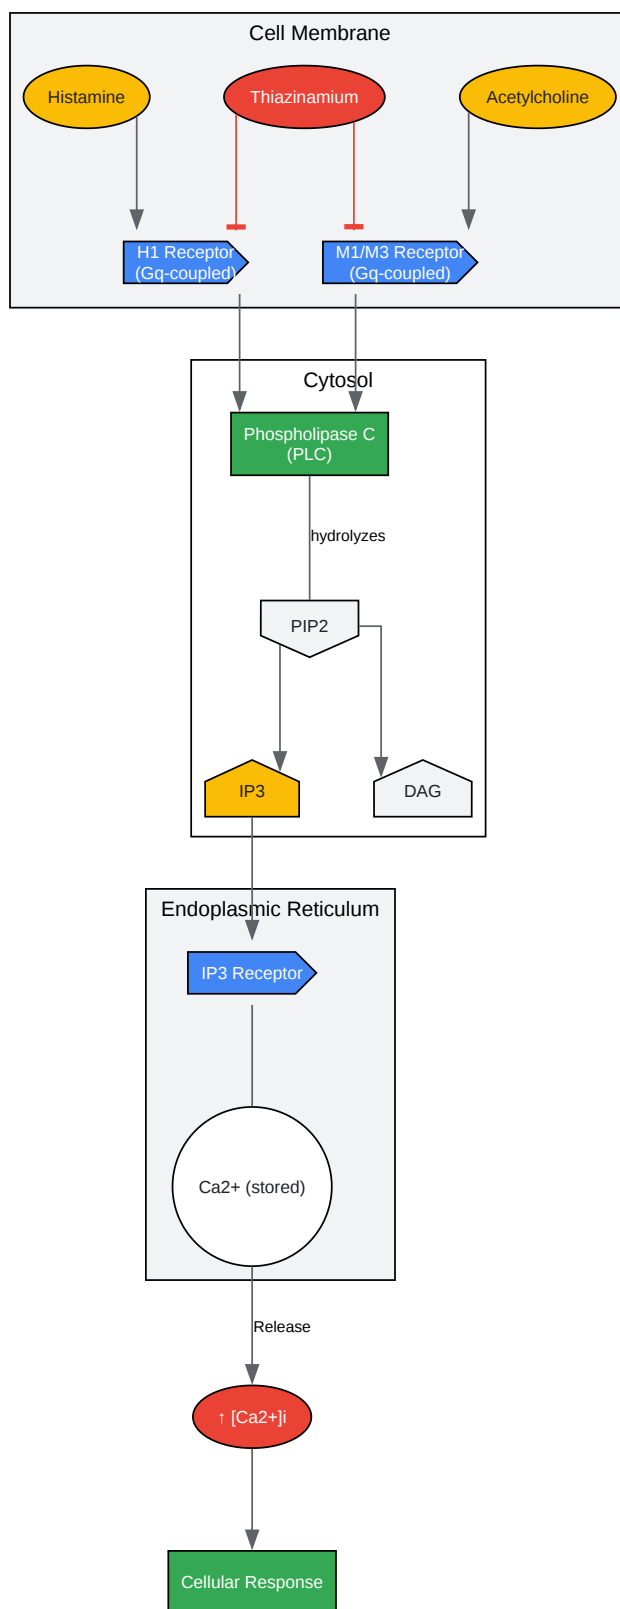 Cell Membrane
Histamine
Thiazinamium
Acetylcholine
H1 Receptor
(Gq-coupled)
M1/M3 Receptor
(Gq-coupled)
Cytosol
Phospholipase C
(PLC)
hydrolyzes
PIP2
IP3
DAG
Endoplasmic Reticulum
IP3 Receptor
Ca2+ (stored)
Release
↑ [Ca2+]i
Cellular Response